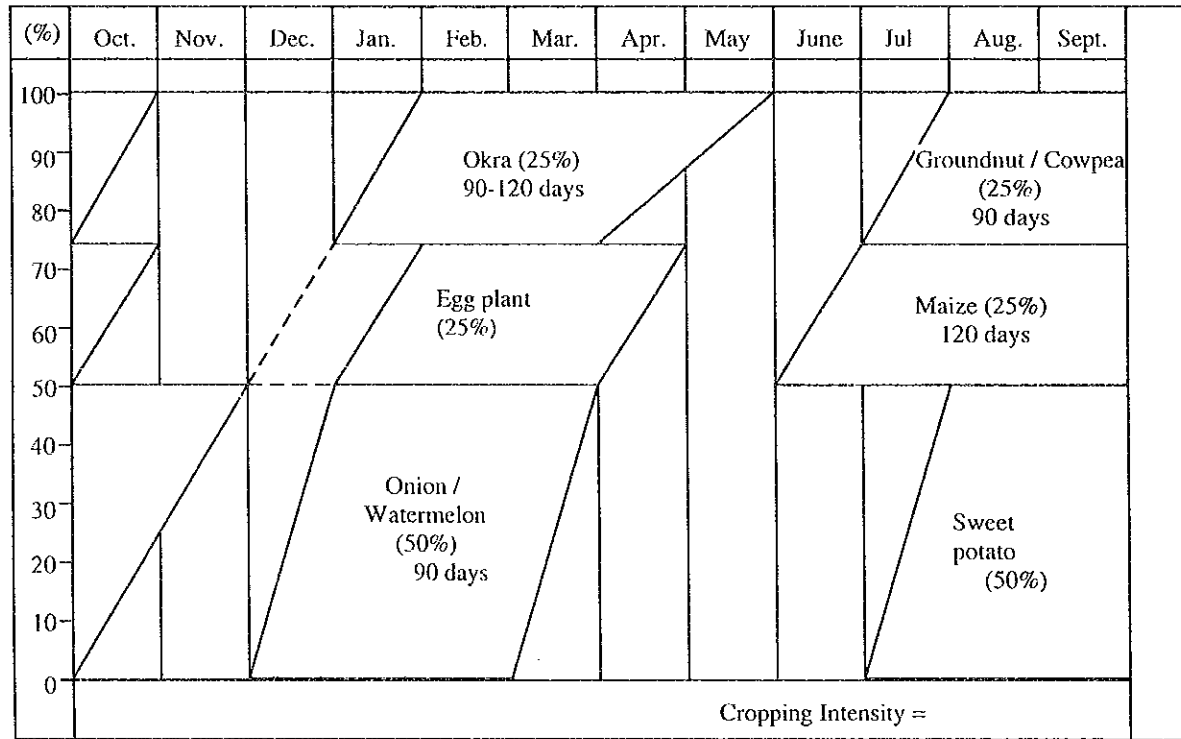 (%) Oct. Nov. Dec. Jan. Feb. Mar. Apr. May June Jul Aug. Sept.
100
90
80
70
60
50
40
30
20
10
0
Okra (25%)
90-120 days
Groundnut / Cowpea
(25%)
90 days
Egg plant
(25%)
Maize (25%)
120 days
Onion /
Watermelon
(50%)
90 days
Sweet
potato
(50%)
Cropping Intensity =